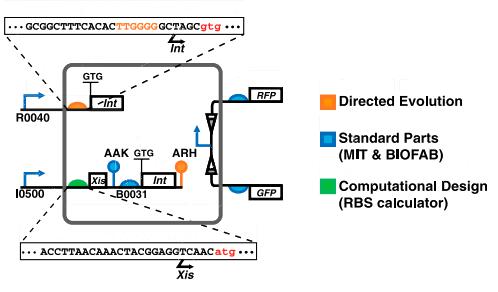 ··· GCGGCTTTCACACTTGGGGGCTAGCgtg ···
Int
GTG
Int
R0040
RFP
Directed Evolution
Standard Parts
(MIT & BIOFAB)
AAK GTG ARH
Xis Int
I0500 B0031
GFP
Computational Design
(RBS calculator)
··· ACCTTAACAAACTACGGAGGTCAACatg ···
Xis